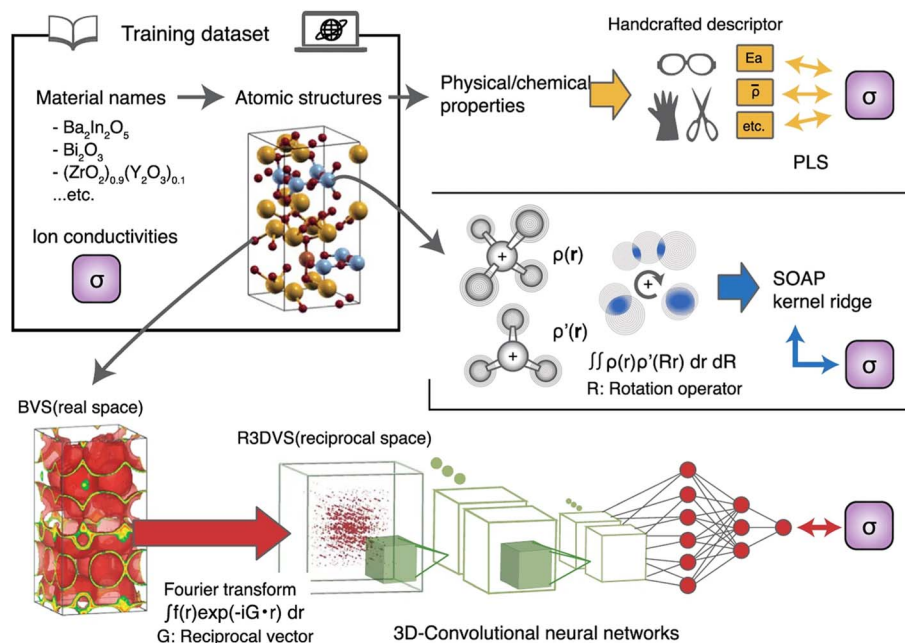 Training dataset
Material names
Atomic structures
- Ba₂In₂O₅
- Bi₂O₃
- (ZrO₂)₀.₉(Y₂O₃)₀.₁
...etc.
Ion conductivities
σ
Physical/chemical
properties
Handcrafted descriptor
Ea
ρ̄
etc.
σ
PLS
+
ρ(r)
+
ρ'(r)
+
∫∫ρ(r)ρ'(Rr) dr dR
R: Rotation operator
SOAP
kernel ridge
σ
BVS(real space)
R3DVS(reciprocal space)
Fourier transform
∫f(r)exp(-iG•r) dr
G: Reciprocal vector
σ
3D-Convolutional neural networks